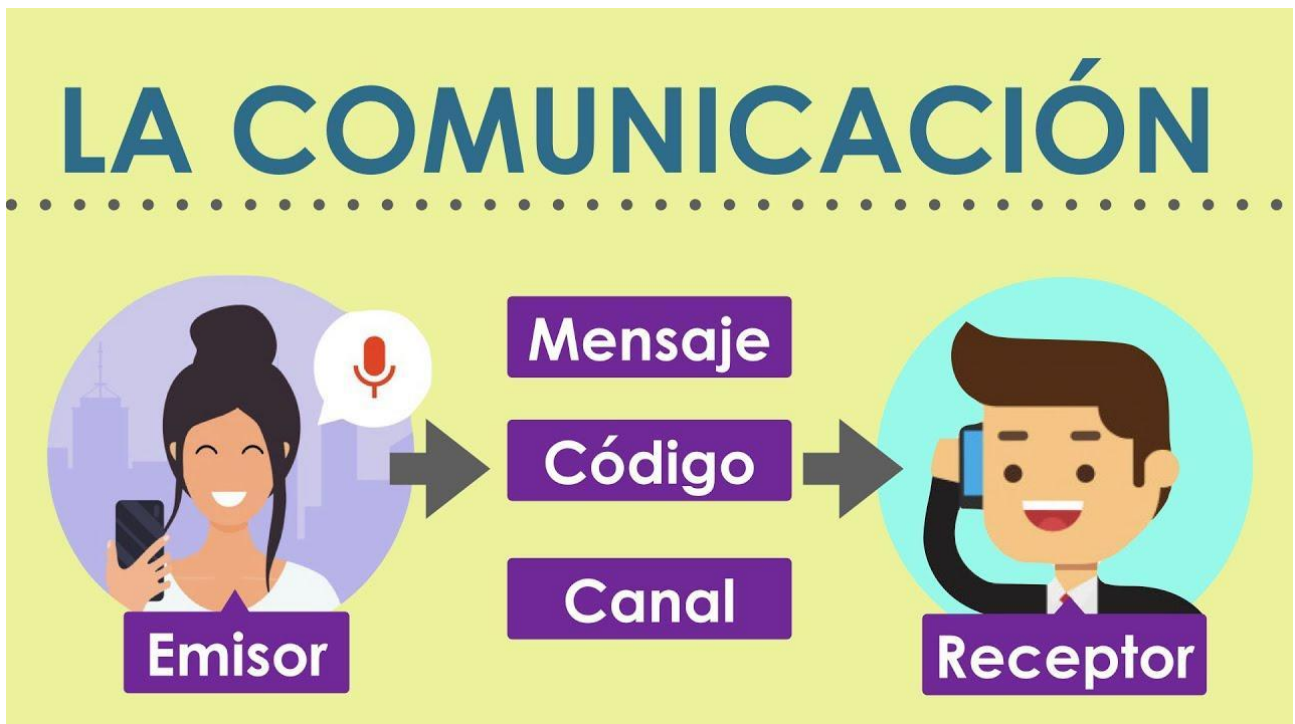 LA COMUNICACIÓN
Mensaje
Código
Canal
Emisor
Receptor